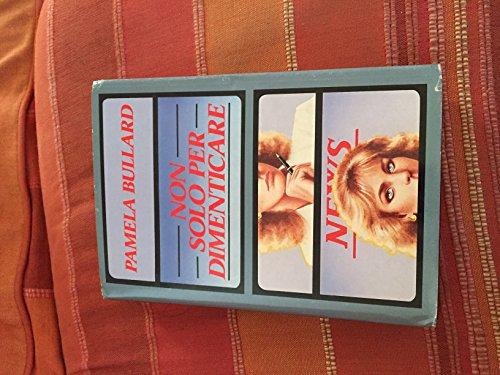 PAMELA BULLARD
NON
SOLO PER
DIMENTICARE
NEWS